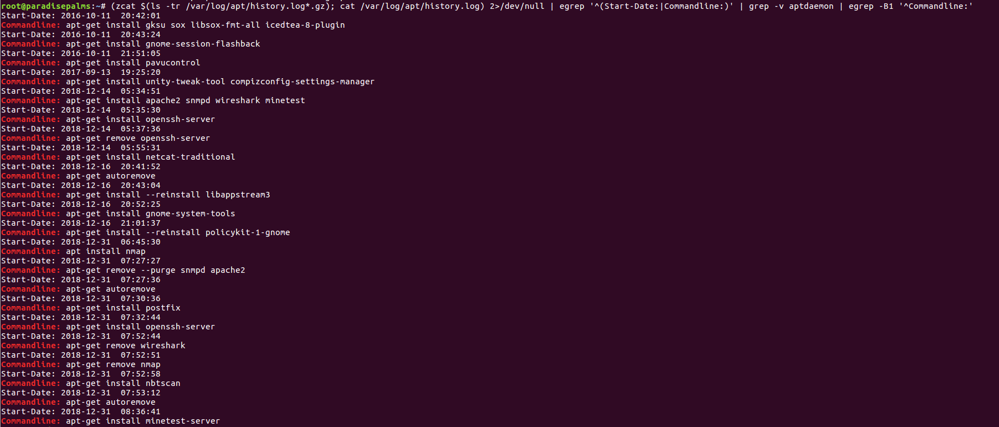 root@paradisepalms:~# (zcat $(ls -tr /var/log/apt/history.log*.gz); cat /var/log/apt/history.log) 2>/dev/null | egrep '^(Start-Date:|Commandline:)' | grep -v aptdaemon | egrep -B1 '^Commandline:'
Start-Date: 2016-10-11  20:42:01
Commandline: apt-get install gksu sox libsox-fmt-all icedtea-8-plugin
Start-Date: 2016-10-11  20:43:24
Commandline: apt-get install gnome-session-flashback
Start-Date: 2016-10-11  21:51:05
Commandline: apt-get install pavucontrol
Start-Date: 2017-09-13  19:25:20
Commandline: apt-get install unity-tweak-tool compizconfig-settings-manager
Start-Date: 2018-12-14  05:34:51
Commandline: apt-get install apache2 snmpd wireshark minetest
Start-Date: 2018-12-14  05:35:30
Commandline: apt-get install openssh-server
Start-Date: 2018-12-14  05:37:36
Commandline: apt-get remove openssh-server
Start-Date: 2018-12-14  05:55:31
Commandline: apt-get install netcat-traditional
Start-Date: 2018-12-16  20:41:52
Commandline: apt-get autoremove
Start-Date: 2018-12-16  20:43:04
Commandline: apt-get install --reinstall libappstream3
Start-Date: 2018-12-16  20:52:25
Commandline: apt-get install gnome-system-tools
Start-Date: 2018-12-16  21:01:37
Commandline: apt-get install --reinstall policykit-1-gnome
Start-Date: 2018-12-31  06:45:30
Commandline: apt install nmap
Start-Date: 2018-12-31  07:27:27
Commandline: apt-get remove --purge snmpd apache2
Start-Date: 2018-12-31  07:27:36
Commandline: apt-get autoremove
Start-Date: 2018-12-31  07:30:36
Commandline: apt-get install postfix
Start-Date: 2018-12-31  07:32:44
Commandline: apt-get install openssh-server
Start-Date: 2018-12-31  07:52:44
Commandline: apt-get remove wireshark
Start-Date: 2018-12-31  07:52:51
Commandline: apt-get remove nmap
Start-Date: 2018-12-31  07:52:58
Commandline: apt-get install nbtscan
Start-Date: 2018-12-31  07:53:12
Commandline: apt-get autoremove
Start-Date: 2018-12-31  08:36:41
Commandline: apt-get install minetest-server